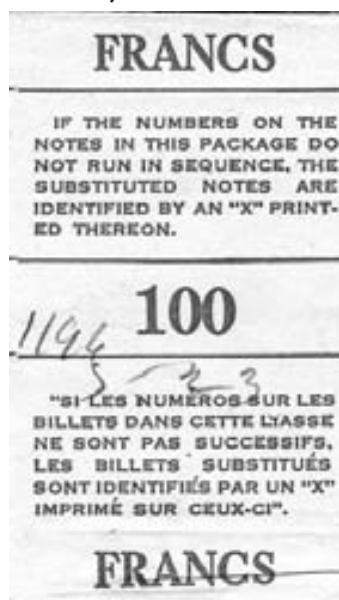 FRANCS
IF THE NUMBERS ON THE
NOTES IN THIS PACKAGE DO
NOT RUN IN SEQUENCE, THE
SUBSTITUTED NOTES ARE
IDENTIFIED BY AN "X" PRINT-
ED THEREON.
100
"SI LES NUMÉROS SUR LES
BILLETS DANS CETTE LIASSE
NE SONT PAS SUCCESSIFS,
LES BILLETS SUBSTITUÉS
SONT IDENTIFIÉS PAR UN "X"
IMPRIMÉ SUR CEUX-CI".
FRANCS